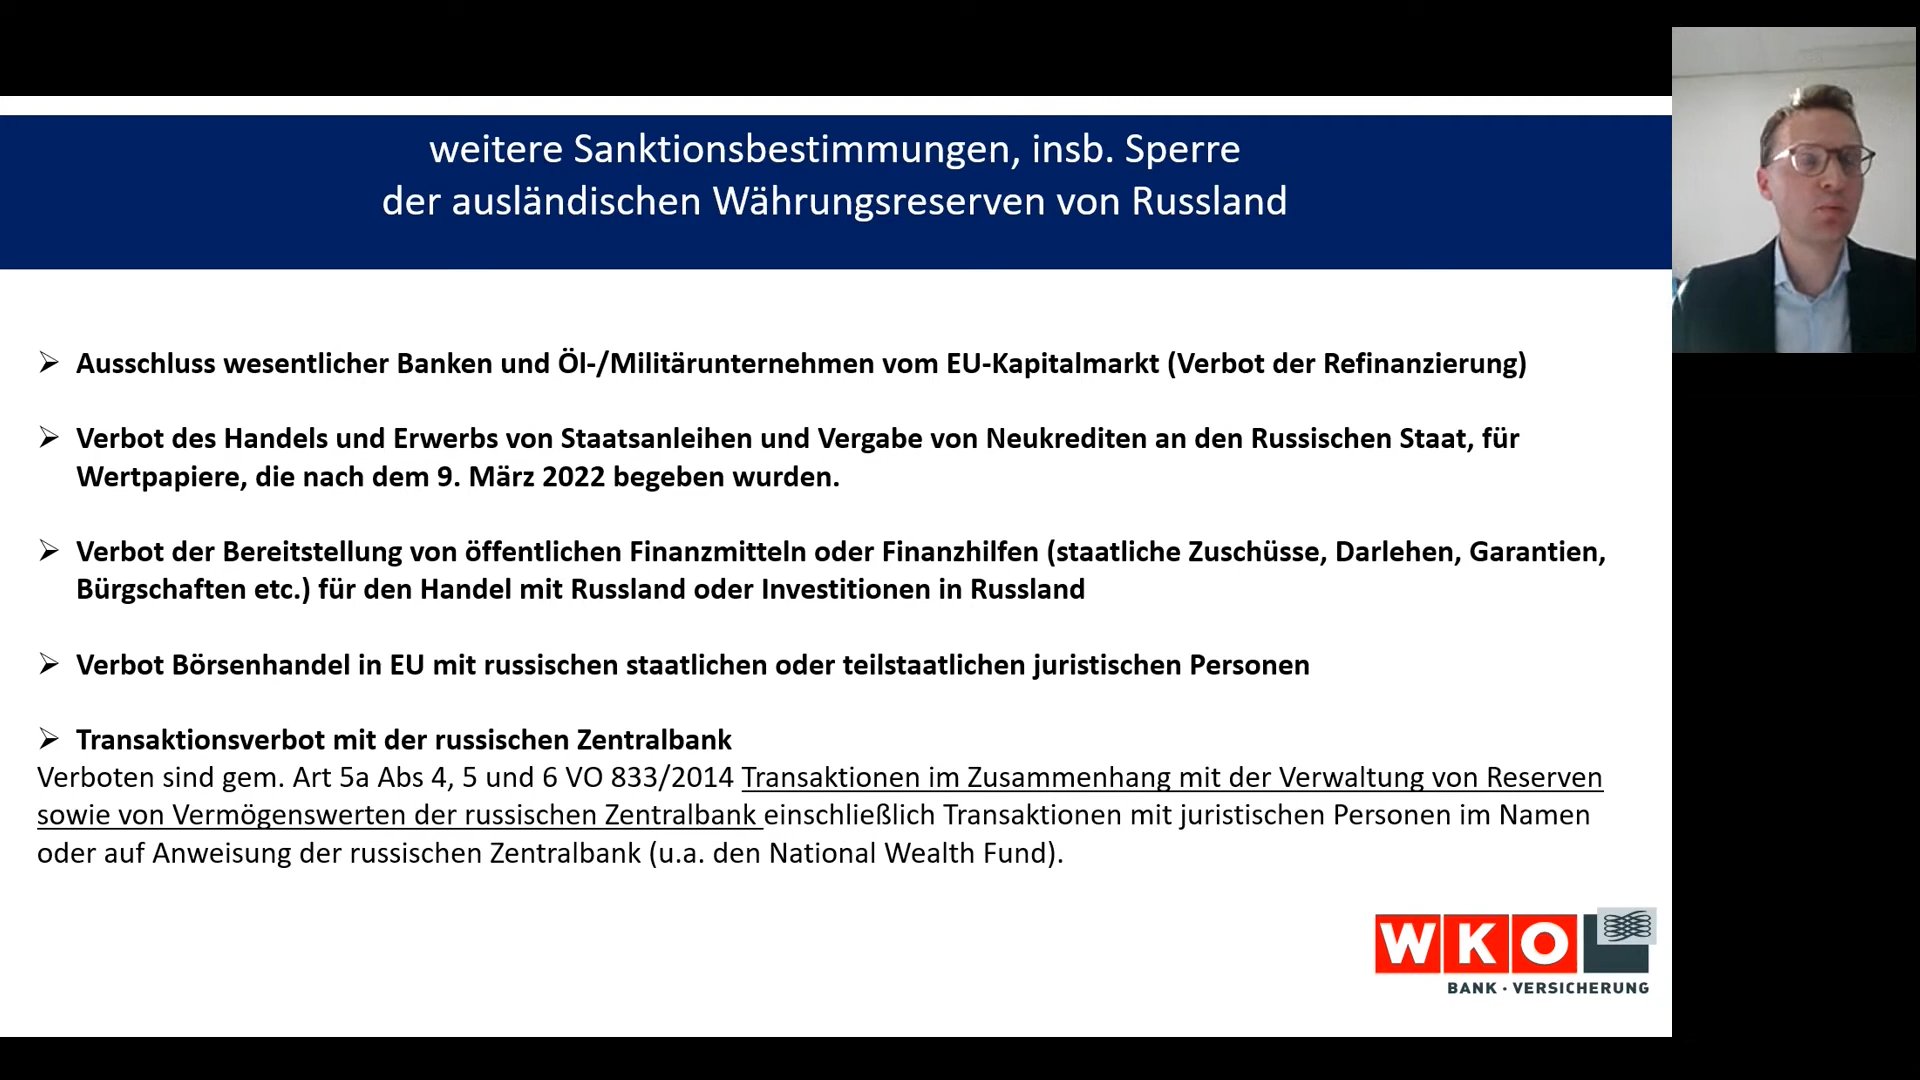 weitere Sanktionsbestimmungen, insb. Sperre
der ausländischen Währungsreserven von Russland
➢ Ausschluss wesentlicher Banken und Öl-/Militärunternehmen vom EU-Kapitalmarkt (Verbot der Refinanzierung)
➢ Verbot des Handels und Erwerbs von Staatsanleihen und Vergabe von Neukrediten an den Russischen Staat, für
Wertpapiere, die nach dem 9. März 2022 begeben wurden.
➢ Verbot der Bereitstellung von öffentlichen Finanzmitteln oder Finanzhilfen (staatliche Zuschüsse, Darlehen, Garantien,
Bürgschaften etc.) für den Handel mit Russland oder Investitionen in Russland
➢ Verbot Börsenhandel in EU mit russischen staatlichen oder teilstaatlichen juristischen Personen
➢ Transaktionsverbot mit der russischen Zentralbank
Verboten sind gem. Art 5a Abs 4, 5 und 6 VO 833/2014 Transaktionen im Zusammenhang mit der Verwaltung von Reserven
sowie von Vermögenswerten der russischen Zentralbank einschließlich Transaktionen mit juristischen Personen im Namen
oder auf Anweisung der russischen Zentralbank (u.a. den National Wealth Fund).
WKO
BANK · VERSICHERUNG